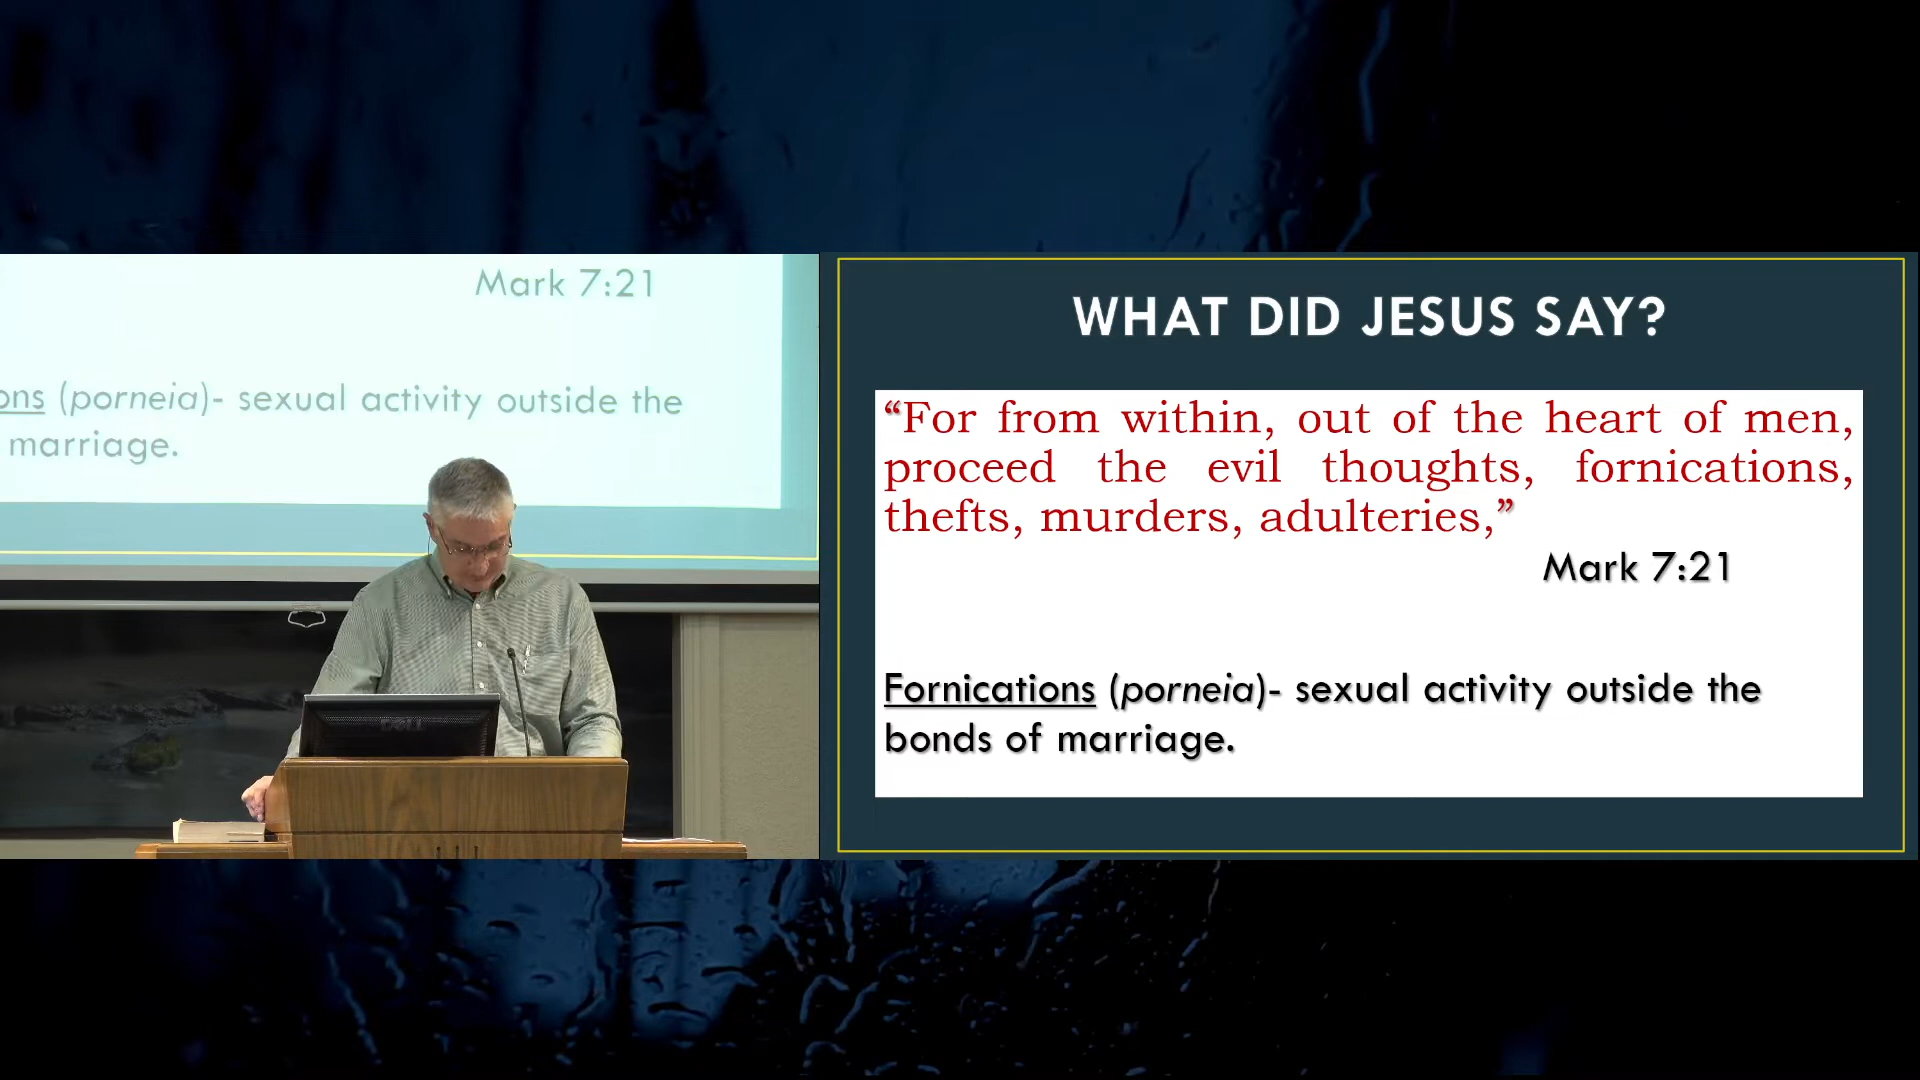 Mark 7:21
ons (porneia)- sexual activity outside the
marriage.
DELL
WHAT DID JESUS SAY?
“For from within, out of the heart of men,
proceed the evil thoughts, fornications,
thefts, murders, adulteries,”
Mark 7:21
Fornications (porneia)- sexual activity outside the
bonds of marriage.